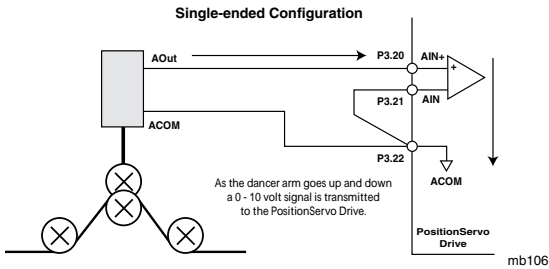 Single-ended Configuration
AOut
P3.20
AIN+
+
P3.21
AIN
ACOM
P3.22
ACOM
As the dancer arm goes up and down
a 0 - 10 volt signal is transmitted
to the PositionServo Drive.
PositionServo
Drive
mb106